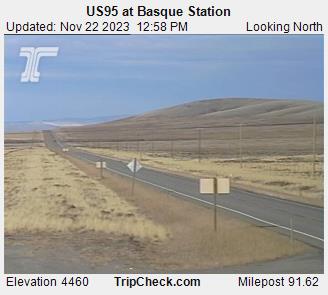 US95 at Basque Station
Updated: Nov 22 2023 12:58 PM Looking North
Elevation 4460 TripCheck.com Milepost 91.62